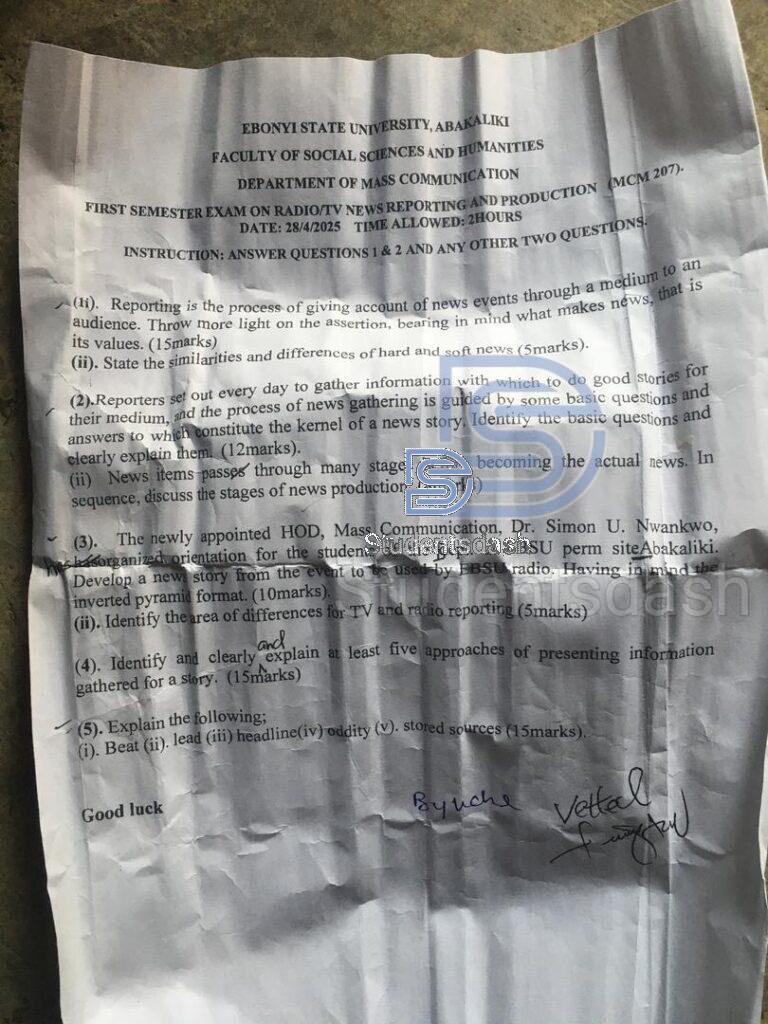 EBONYI STATE UNIVERSITY, ABAKALIKI
FACULTY OF SOCIAL SCIENCES AND HUMANITIES
DEPARTMENT OF MASS COMMUNICATION
FIRST SEMESTER EXAM ON RADIO/TV NEWS REPORTING AND PRODUCTION (MCM 207).
DATE: 28/4/2025 TIME ALLOWED: 2HOURS
INSTRUCTION: ANSWER QUESTIONS 1 & 2 AND ANY OTHER TWO QUESTIONS.
(1i). Reporting is the process of giving account of news events through a medium to an
audience. Throw more light on the assertion, bearing in mind what makes news, that is
its values. (15marks)
(ii). State the similarities and differences of hard and soft news (5marks).
(2).Reporters set out every day to gather information with which to do good stories for
their medium, and the process of news gathering is guided by some basic questions and
answers to which constitute the kernel of a news story. Identify the basic questions and
clearly explain them. (12marks).
(ii) News items passes through many stage becoming the actual news. In
sequence, discuss the stages of news production
(3). The newly appointed HOD, Mass Communication, Dr. Simon U. Nwankwo,
has organized orientation for the student EBSU perm site Abakaliki.
Develop a news story from the event to be used by EBSU radio. Having in mind the
inverted pyramid format. (10marks).
(ii). Identify the area of differences for TV and radio reporting (5marks)
and
(4). Identify and clearly explain at least five approaches of presenting information
gathered for a story. (15marks)
(5). Explain the following;
(i). Beat (ii). lead (iii) headline(iv) oddity (v). stored sources (15marks).
Good luck
Studentsdash
Studentsdash